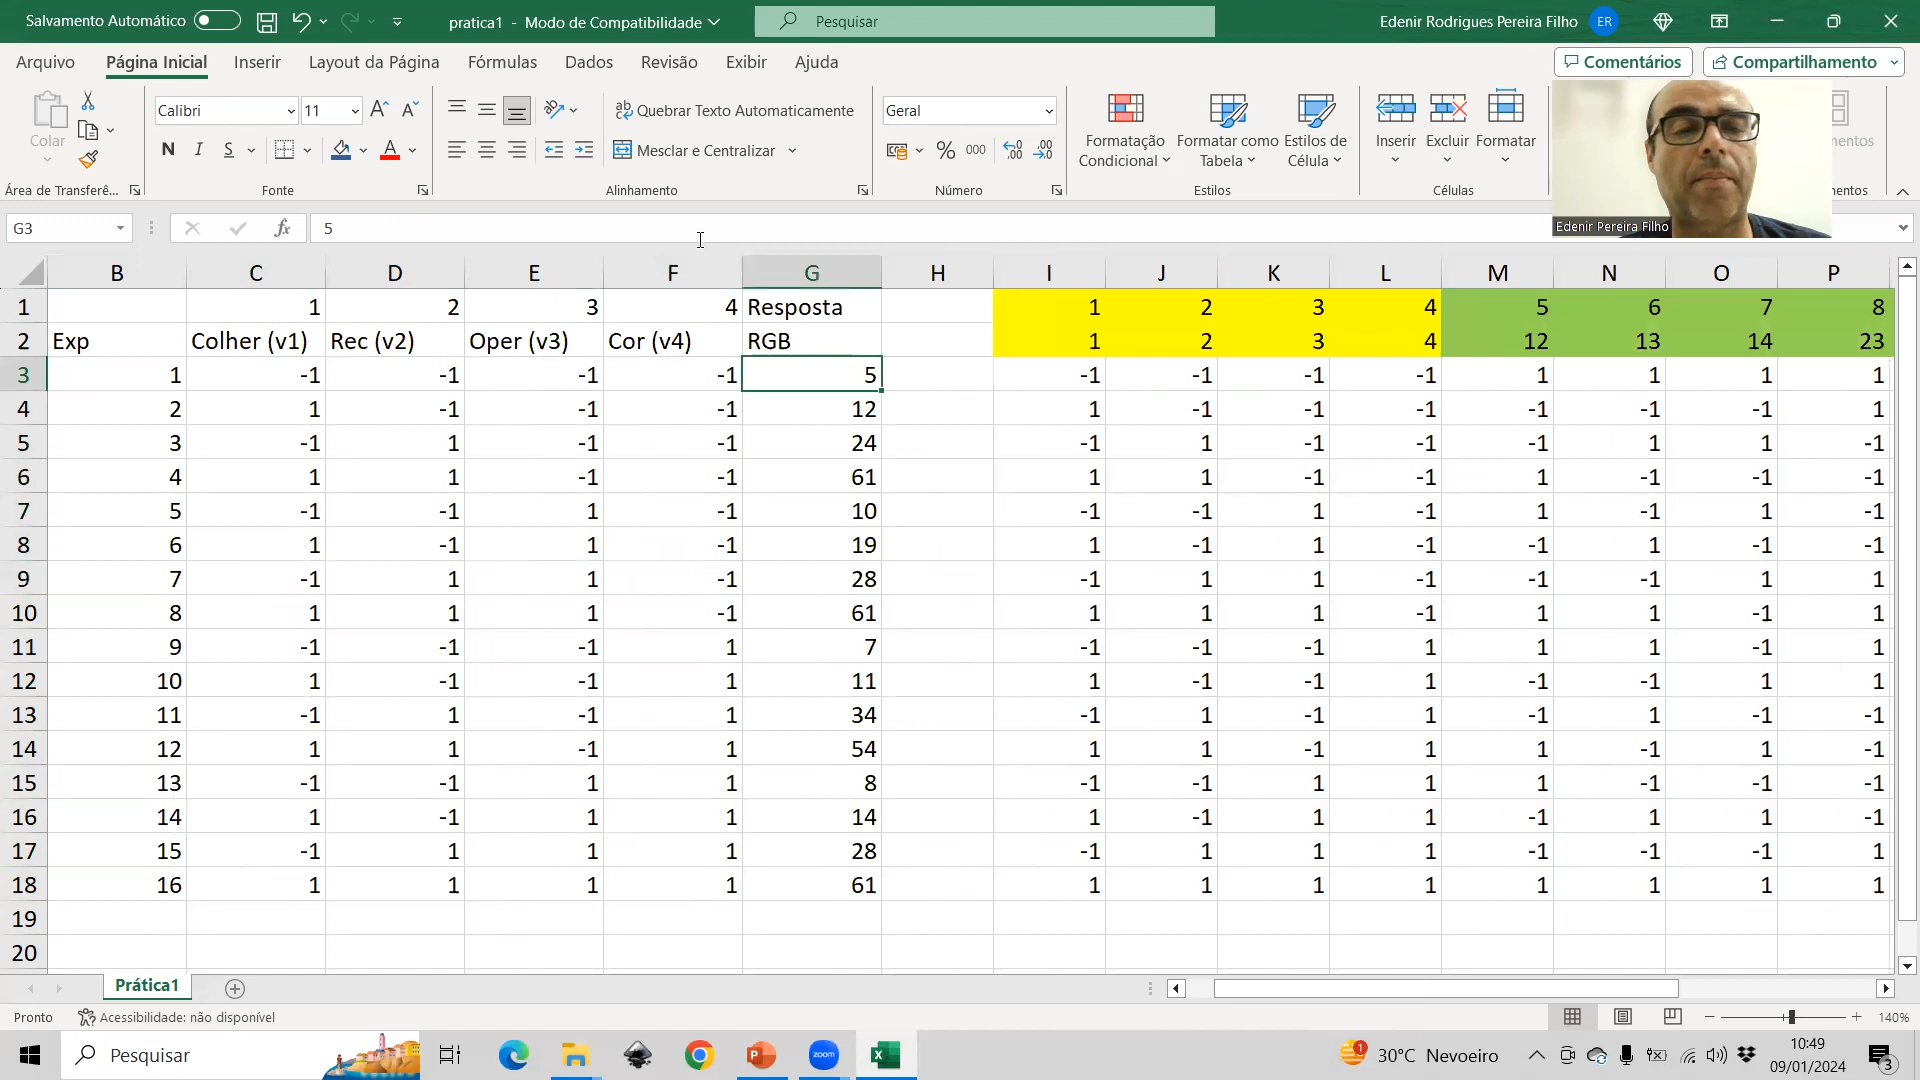 Salvamento Automático
pratica1 - Modo de Compatibilidade
Pesquisar
Edenir Rodrigues Pereira Filho
ER
Arquivo Página Inicial Inserir Layout da Página Fórmulas Dados Revisão Exibir Ajuda
Comentários Compartilhamento
Colar
Calibri 11
N I S
Quebrar Texto Automaticamente
Mesclar e Centralizar
Geral
% 000
Formatação Condicional
Formatar como Tabela
Estilos de Célula
Inserir Excluir Formatar
Área de Transferê... Fonte Alinhamento Número Estilos Células
Edenir Pereira Filho
G3 fx 5
B C D E F G H I J K L M N O P
1 1 2 3 4 Resposta 1 2 3 4 5 6 7 8
2 Exp Colher (v1) Rec (v2) Oper (v3) Cor (v4) RGB 1 2 3 4 12 13 14 23
3 1 -1 -1 -1 -1 5 -1 -1 -1 -1 1 1 1 1
4 2 1 -1 -1 -1 12 1 -1 -1 -1 -1 -1 -1 1
5 3 -1 1 -1 -1 24 -1 1 -1 -1 -1 1 1 -1
6 4 1 1 -1 -1 61 1 1 -1 -1 1 -1 -1 -1
7 5 -1 -1 1 -1 10 -1 -1 1 -1 1 -1 1 -1
8 6 1 -1 1 -1 19 1 -1 1 -1 -1 1 -1 -1
9 7 -1 1 1 -1 28 -1 1 1 -1 -1 -1 1 1
10 8 1 1 1 -1 61 1 1 1 -1 1 1 -1 1
11 9 -1 -1 -1 1 7 -1 -1 -1 1 1 1 -1 1
12 10 1 -1 -1 1 11 1 -1 -1 1 -1 -1 1 1
13 11 -1 1 -1 1 34 -1 1 -1 1 -1 1 -1 -1
14 12 1 1 -1 1 54 1 1 -1 1 1 -1 1 -1
15 13 -1 -1 1 1 8 -1 -1 1 1 1 -1 -1 -1
16 14 1 -1 1 1 14 1 -1 1 1 -1 1 1 -1
17 15 -1 1 1 1 28 -1 1 1 1 -1 -1 -1 1
18 16 1 1 1 1 61 1 1 1 1 1 1 1 1
19
20
Prática1
Pronto Acessibilidade: não disponível 140%
Pesquisar
zoom
30°C Nevoeiro
10:49
09/01/2024
3